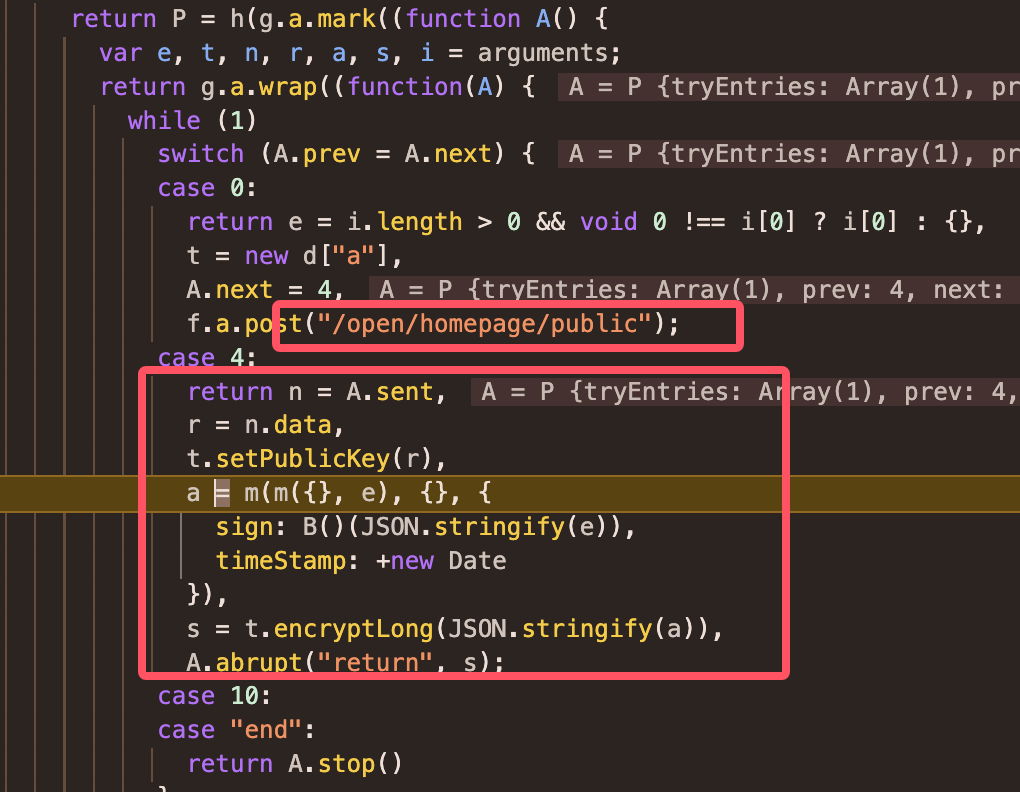 return P = h(g.a.mark((function A() {
var e, t, n, r, a, s, i = arguments;
return g.a.wrap((function(A) { A = P {tryEntries: Array(1), pr
while (1)
switch (A.prev = A.next) { A = P {tryEntries: Array(1), pr
case 0:
return e = i.length > 0 && void 0 !== i[0] ? i[0] : {},
t = new d["a"],
A.next = 4, A = P {tryEntries: Array(1), prev: 4, next:
f.a.post("/open/homepage/public");
case 4:
return n = A.sent, A = P {tryEntries: Array(1), prev: 4,
r = n.data,
t.setPublicKey(r),
a = m(m({}, e), {}, {
sign: B()(JSON.stringify(e)),
timeStamp: +new Date
}),
s = t.encryptLong(JSON.stringify(a)),
A.abrupt("return", s);
case 10:
case "end":
return A.stop()
}